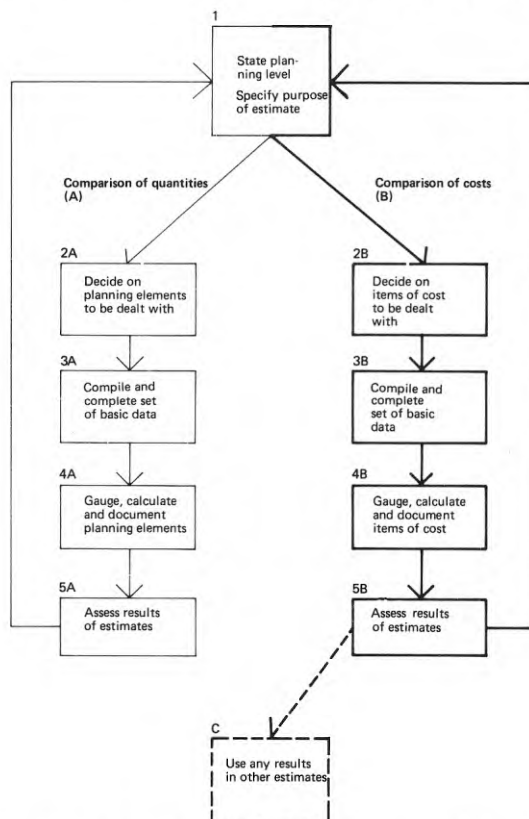 1
State plan-
ning level
Specify purpose
of estimate
Comparison of quantities
(A)
Comparison of costs
(B)
2A
Decide on
planning elements
to be dealt with
2B
Decide on
items of cost
to be dealt
with
3A
Compile and
complete set
of basic data
3B
Compile and
complete
set of basic
data
4A
Gauge, calculate
and document
planning elements
4B
Gauge, calculate
and document
items of cost
5A
Assess results
of estimates
5B
Assess results
of estimates
C
Use any results
in other estimates